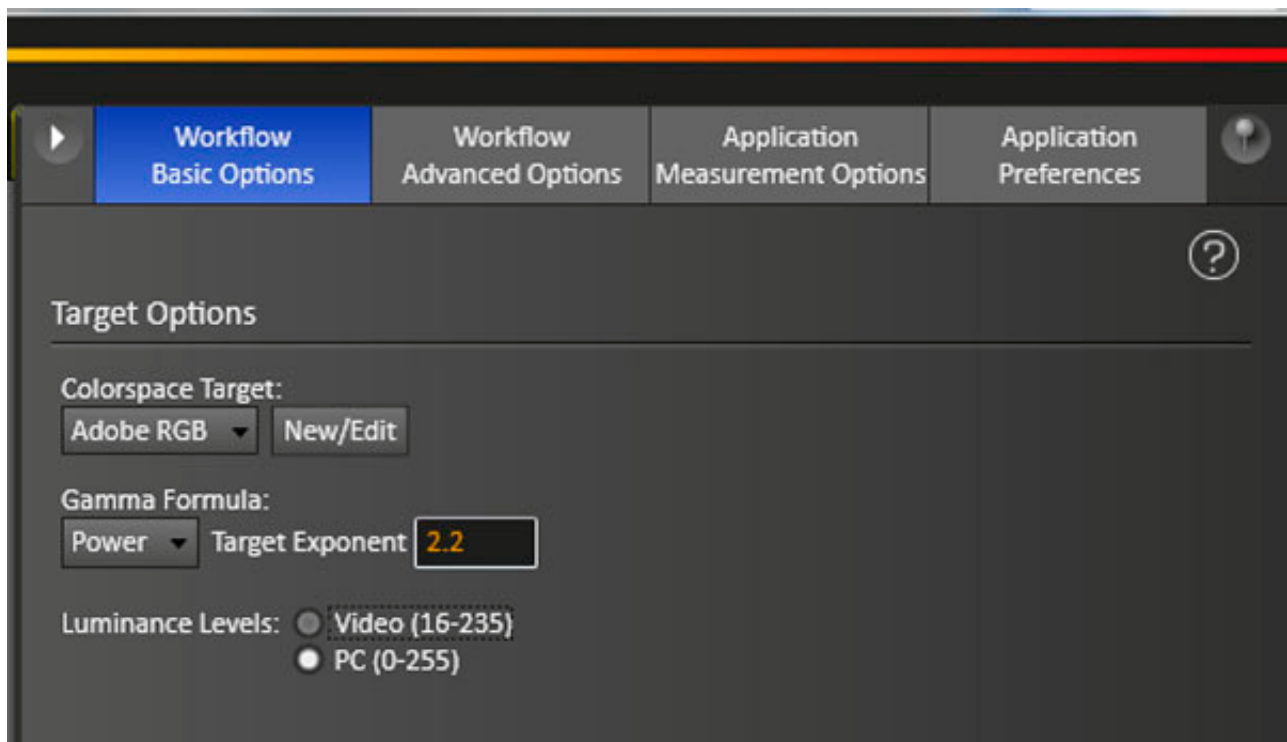 Workflow Basic Options
Workflow Advanced Options
Application Measurement Options
Application Preferences
?
Target Options
Colorspace Target:
Adobe RGB New/Edit
Gamma Formula:
Power Target Exponent 2.2
Luminance Levels: Video (16-235)
PC (0-255)